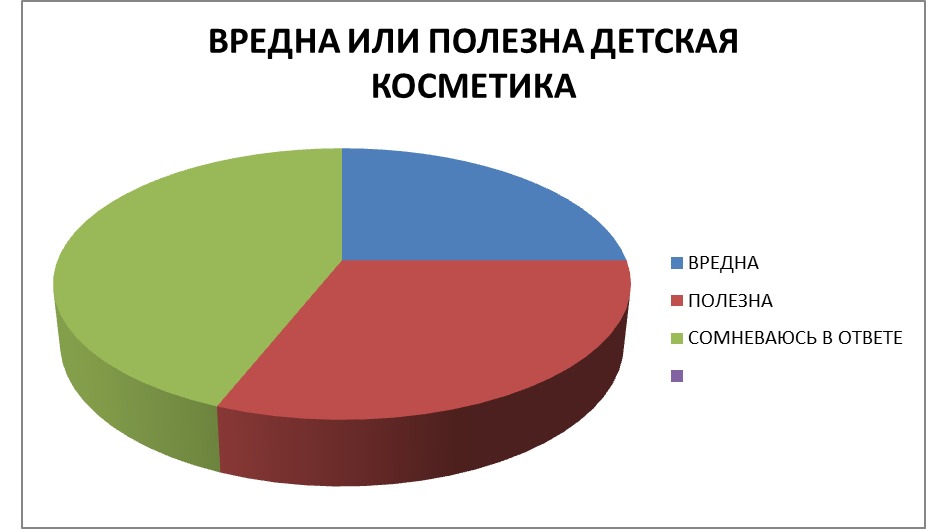 ВРЕДНА ИЛИ ПОЛЕЗНА ДЕТСКАЯ
КОСМЕТИКА
ВРЕДНА
ПОЛЕЗНА
СОМНЕВАЮСЬ В ОТВЕТЕ